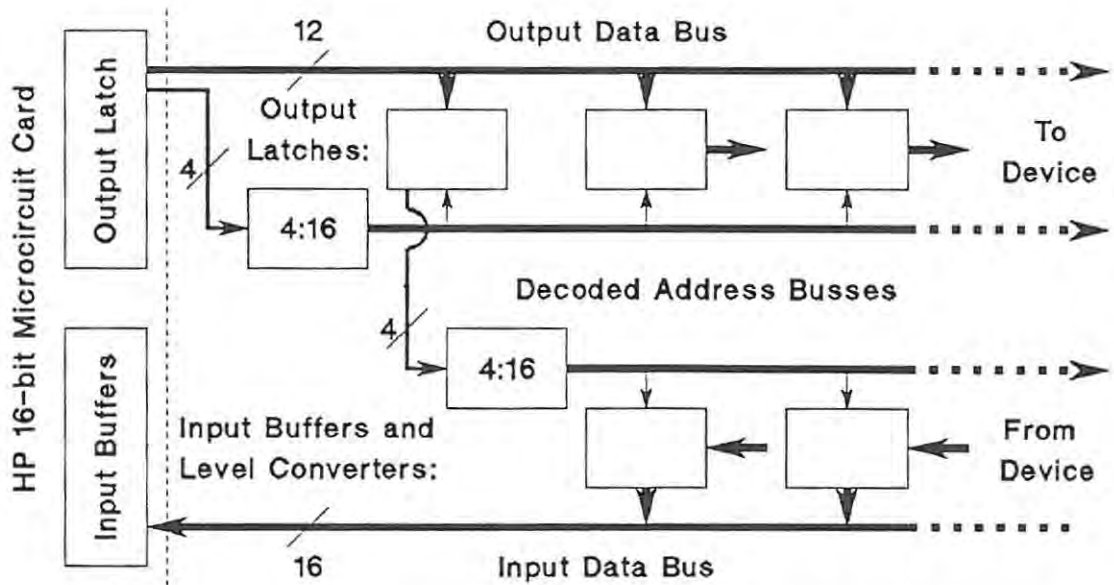 HP 16-bit Microcircuit Card
Output Latch
12
Output Data Bus
Output
Latches:
4
4:16
To
Device
Decoded Address Busses
4
4:16
Input Buffers
Input Buffers and
Level Converters:
From
Device
16
Input Data Bus